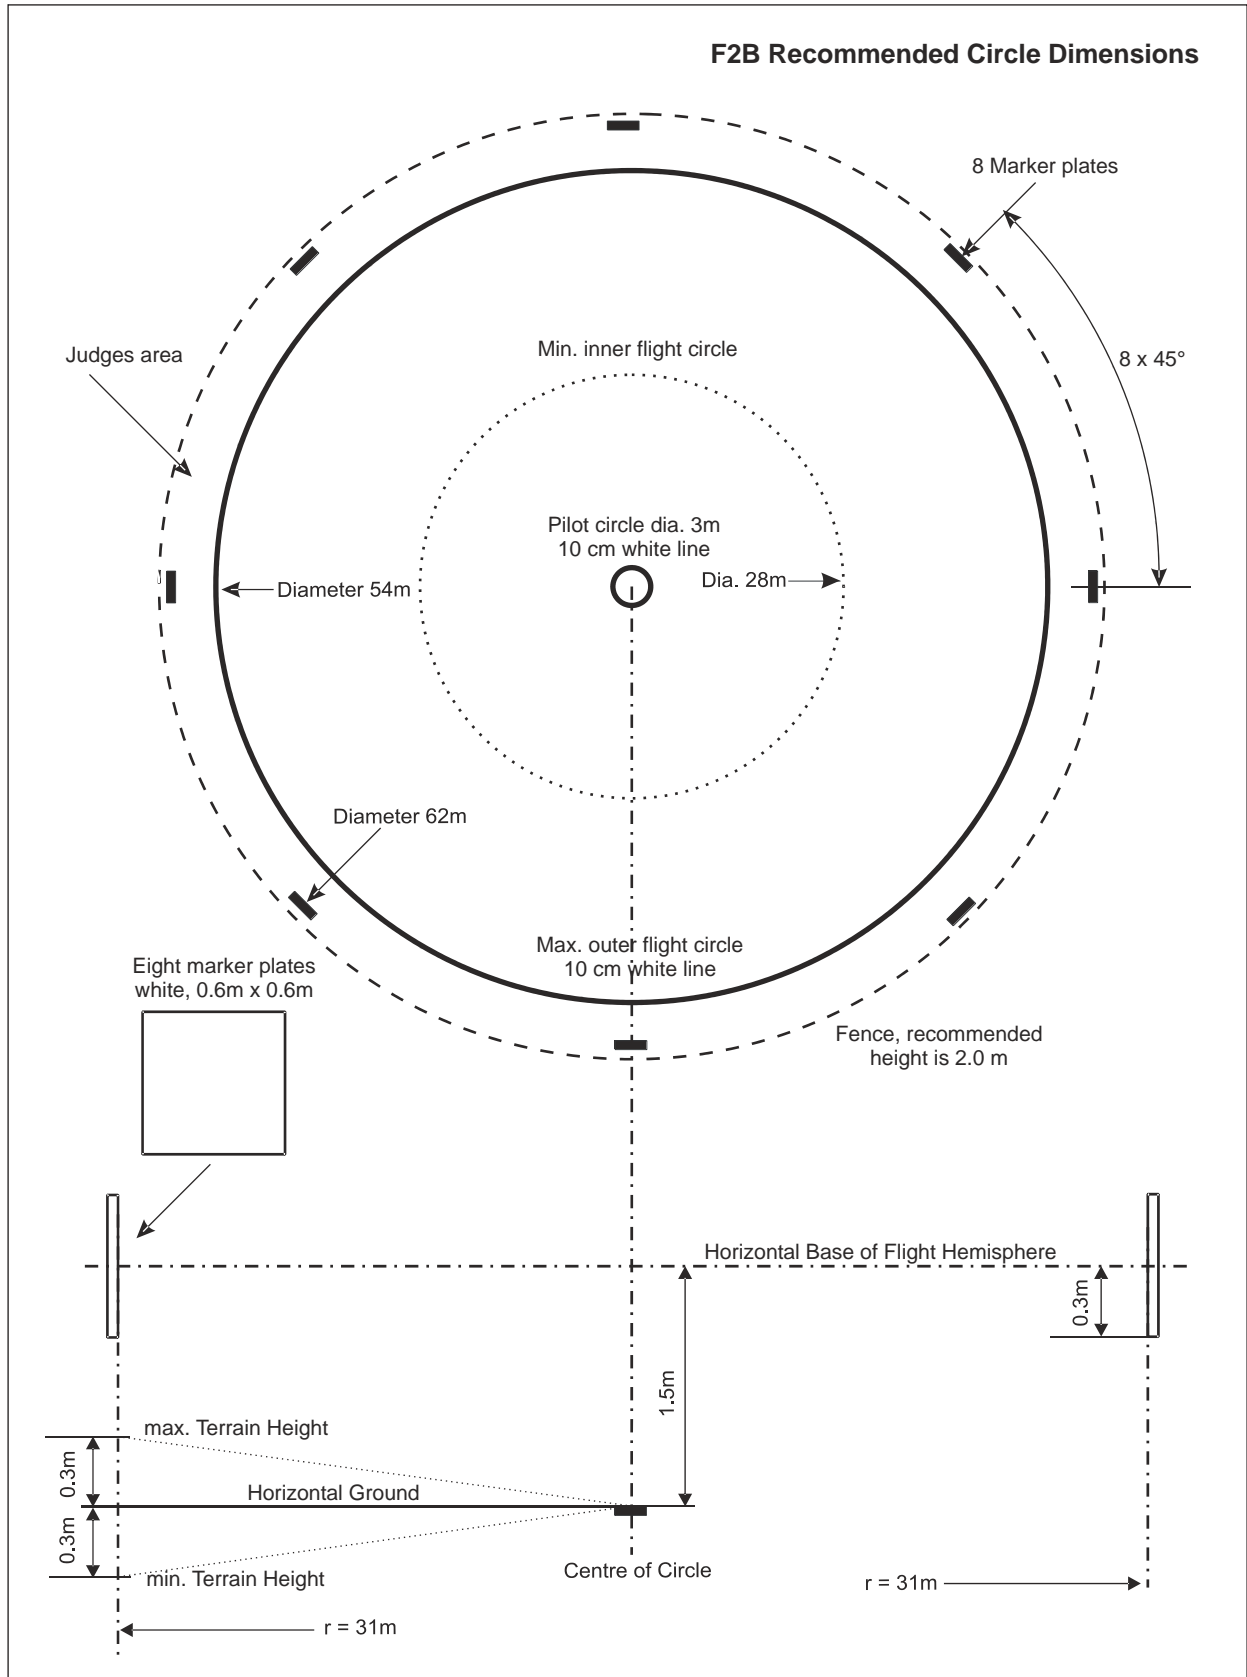 F2B Recommended Circle Dimensions
8 Marker plates
Judges area
Min. inner flight circle
8 x 45°
Pilot circle dia. 3m
10 cm white line
Diameter 54m
Dia. 28m
Diameter 62m
Max. outer flight circle
10 cm white line
Eight marker plates
white, 0.6m x 0.6m
Fence, recommended
height is 2.0 m
Horizontal Base of Flight Hemisphere
0.3m
1.5m
max. Terrain Height
0.3m
Horizontal Ground
0.3m
min. Terrain Height
Centre of Circle
r = 31m
r = 31m